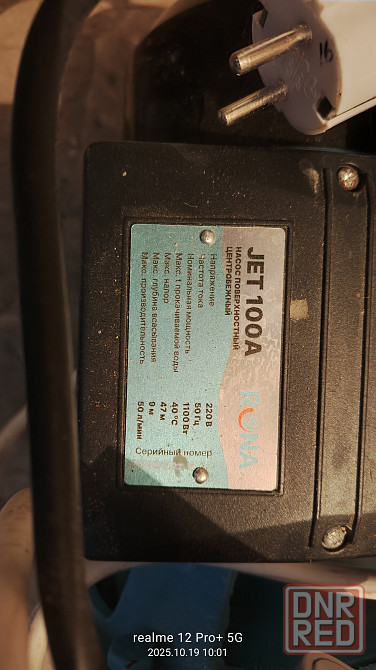 16
JET 100A
НАСОС ПОВЕРХНОСТНЫЙ
ЦЕНТРОБЕЖНЫЙ
RUNA
Напряжение 220 В
Частота тока 50 Гц
Номинальная мощность 1100 Вт
Макс. t прокачиваемой воды 40 °C
Макс. напор 47 м
Макс. глубина всасывания 9 м
Макс. производительность 50 л/мин
Серийный номер
realme 12 Pro+ 5G
2025.10.19 10:01
DNR
RED